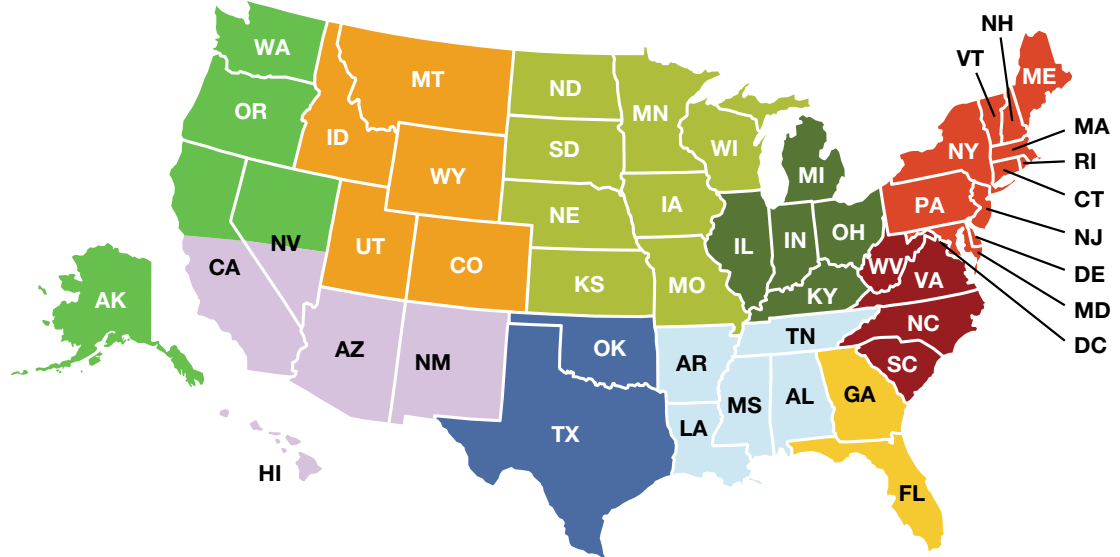 NH
VT
WA
ME
MT
ND
OR
MN
MA
ID
WI
NY
SD
RI
MI
WY
CT
PA
IA
NE
NJ
OH
NV
UT
IL
IN
CO
CA
WV
DE
VA
KS
MO
KY
AK
MD
NC
TN
DC
OK
AZ
NM
AR
SC
GA
AL
MS
LA
TX
HI
FL